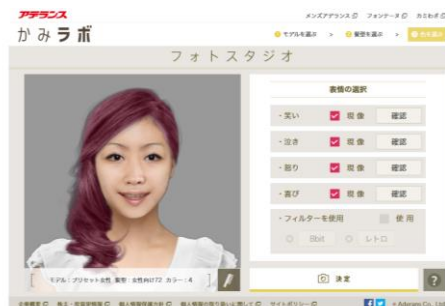 アデランス
メンズアデランス フォンテーヌ
かみラボ
モデルを選ぶ > 髪型を選ぶ >
フォトスタジオ
表情の選択
・笑い 現像 確認
・泣き 現像 確認
・怒り 現像 確認
・喜び 現像 確認
・フィルターを使用 使用
8bit レトロ
モデル：プリセット女性 髪型：女性向け72 カラー：4
決定
?
サイトポリシー